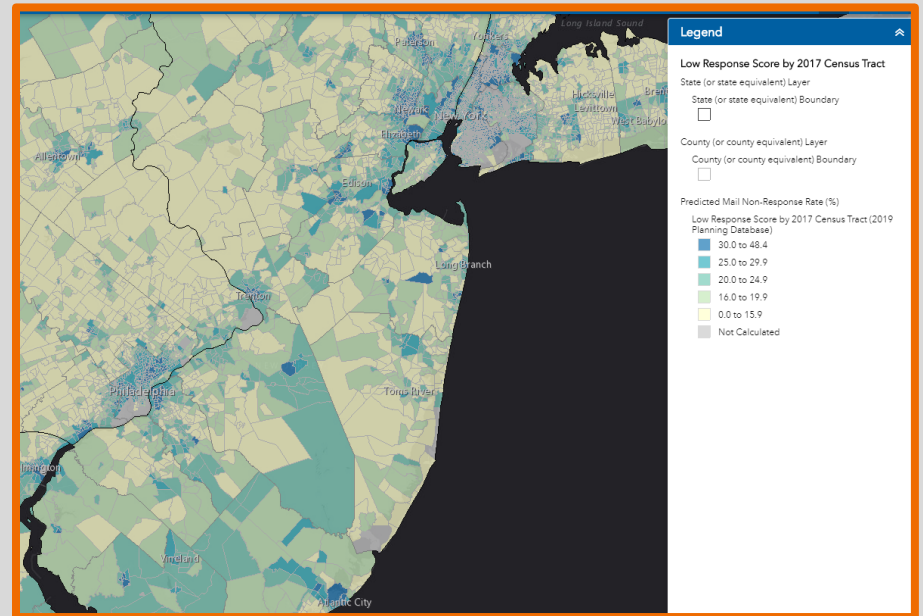 Long Island Sound
Yonkers
Paterson
Hicksville
Newark
Levittown
Bren
NEW YORK
West Babylo
Elizabeth
Allentown
Edison
Long Branch
Trenton
Philadelphia
Toms River
lmington
Vineland
Atlantic City
Legend
Low Response Score by 2017 Census Tract
State (or state equivalent) Layer
State (or state equivalent) Boundary
County (or county equivalent) Layer
County (or county equivalent) Boundary
Predicted Mail Non-Response Rate (%)
Low Response Score by 2017 Census Tract (2019
Planning Database)
30.0 to 48.4
25.0 to 29.9
20.0 to 24.9
16.0 to 19.9
0.0 to 15.9
Not Calculated